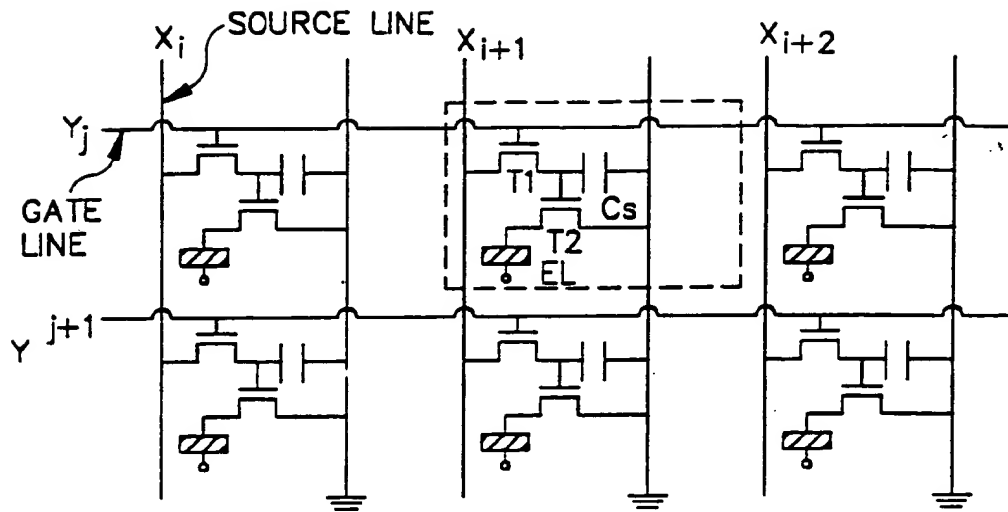 SOURCE LINE
Xi Xi+1 Xi+2
Yj
T1
GATE LINE
Cs
T2
EL
Y j+1